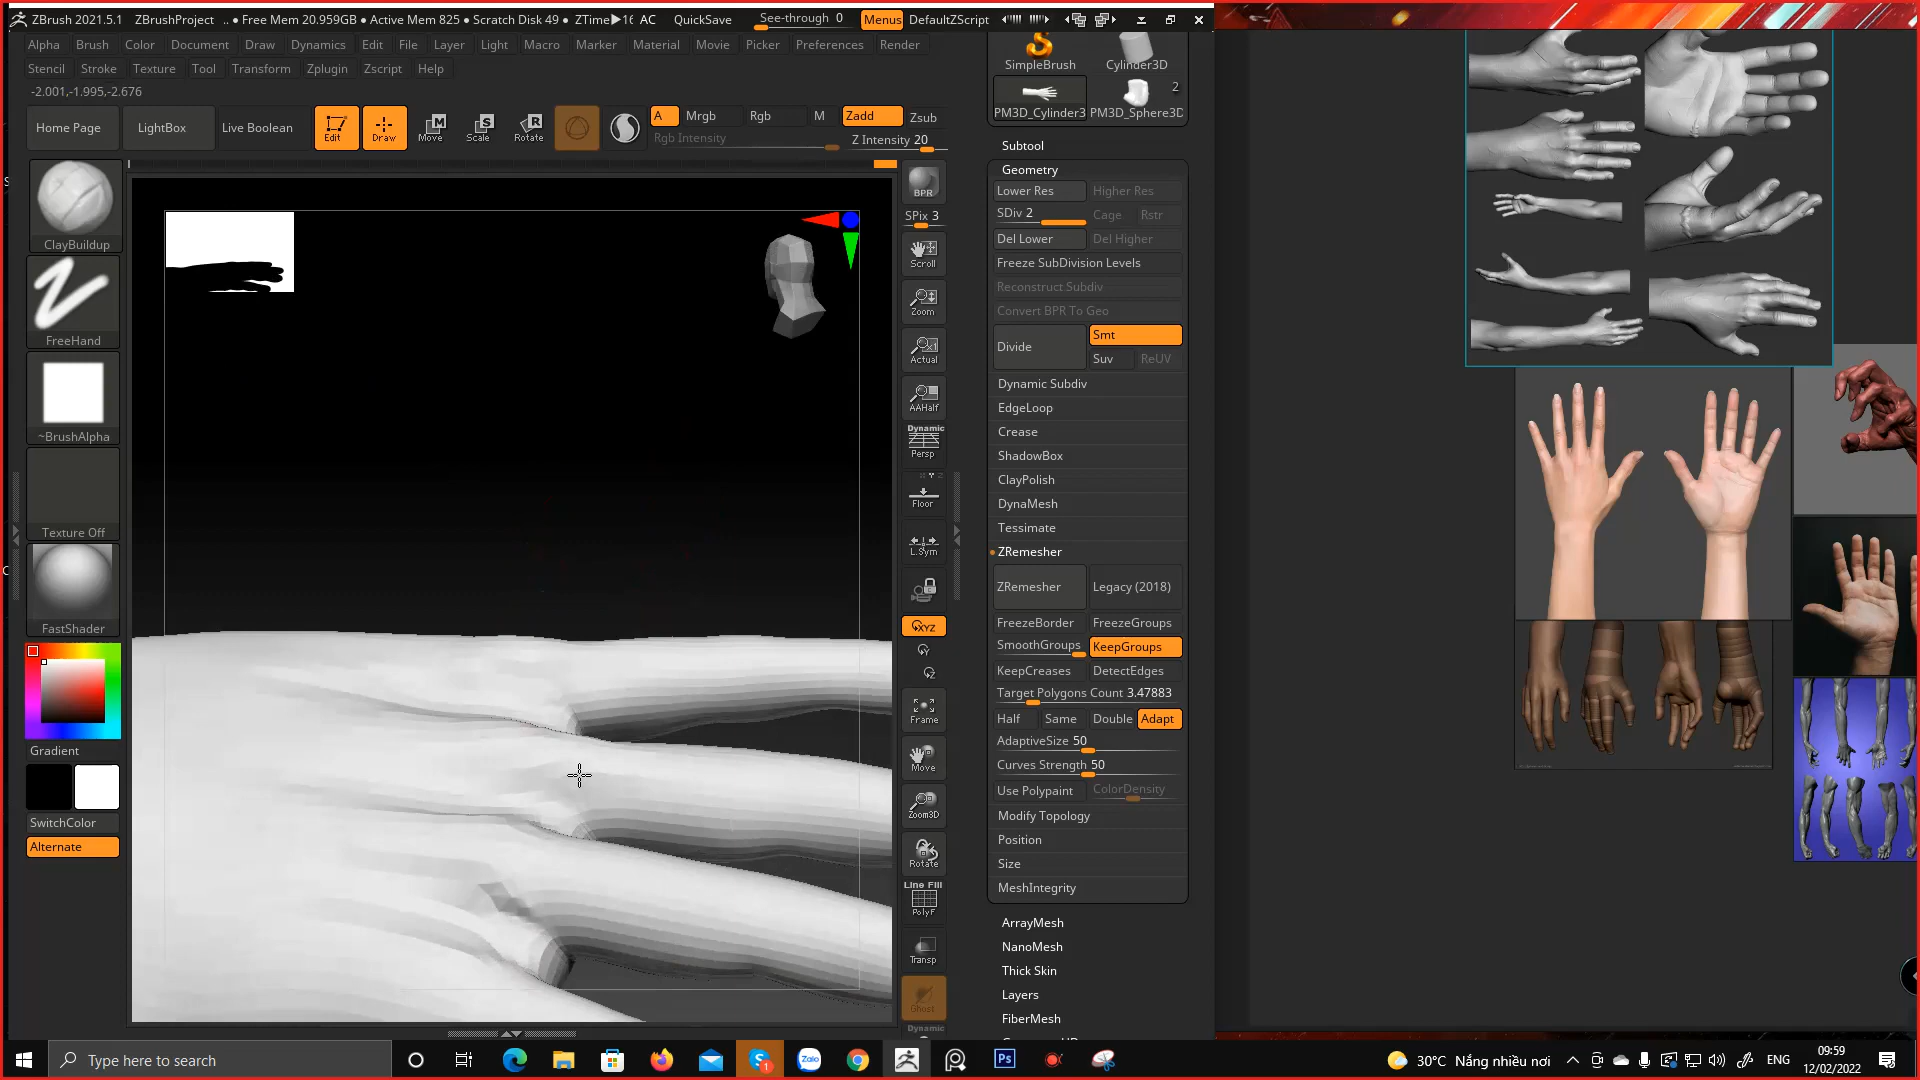 ZBrush 2021.5.1 ZBrushProject .. ● Free Mem 20.959GB ● Active Mem 825 ● Scratch Disk 49 ● ZTime▶16 AC QuickSave See-through 0 Menus DefaultZScript
Alpha Brush Color Document Draw Dynamics Edit File Layer Light Macro Marker Material Movie Picker Preferences Render
Stencil Stroke Texture Tool Transform Zplugin Zscript Help
-2.001,-1.995,-2.676
Home Page LightBox Live Boolean Edit Draw Move Scale Rotate A Mrgb Rgb M Zadd Zsub
Rgb Intensity Z Intensity 20
ClayBuildup
FreeHand
~BrushAlpha
Texture Off
FastShader
Gradient
SwitchColor
Alternate
BPR
SPix 3
Scroll
Zoom
Actual
AAHalf
Dynamic
Persp
Floor
L.Sym
XYZ
Frame
Move
Zoom3D
Rotate
Line Fill
PolyF
Transp
Ghost
Dynamic
SimpleBrush Cylinder3D
2
PM3D_Cylinder3 PM3D_Sphere3D
Subtool
Geometry
Lower Res Higher Res
SDiv 2 Cage Rstr
Del Lower Del Higher
Freeze SubDivision Levels
Reconstruct Subdiv
Convert BPR To Geo
Divide Smt
Suv ReUV
Dynamic Subdiv
EdgeLoop
Crease
ShadowBox
ClayPolish
DynaMesh
Tessimate
ZRemesher
ZRemesher Legacy (2018)
FreezeBorder FreezeGroups
SmoothGroups KeepGroups
KeepCreases DetectEdges
Target Polygons Count 3.47883
Half Same Double Adapt
AdaptiveSize 50
Curves Strength 50
Use Polypaint ColorDensity
Modify Topology
Position
Size
MeshIntegrity
ArrayMesh
NanoMesh
Thick Skin
Layers
FiberMesh
Type here to search
Zalo
Ps
30°C Nắng nhiều nơi
ENG
09:59
12/02/2022